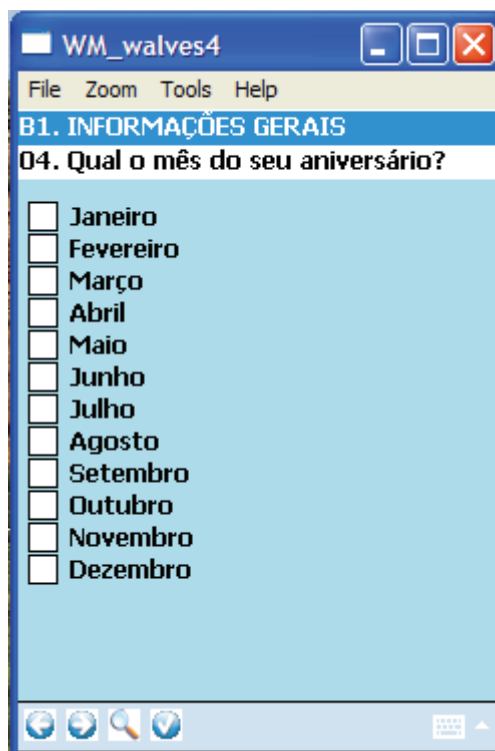 WM_walves4
File Zoom Tools Help
B1. INFORMAÇÕES GERAIS
04. Qual o mês do seu aniversário?
Janeiro
Fevereiro
Março
Abril
Maio
Junho
Julho
Agosto
Setembro
Outubro
Novembro
Dezembro